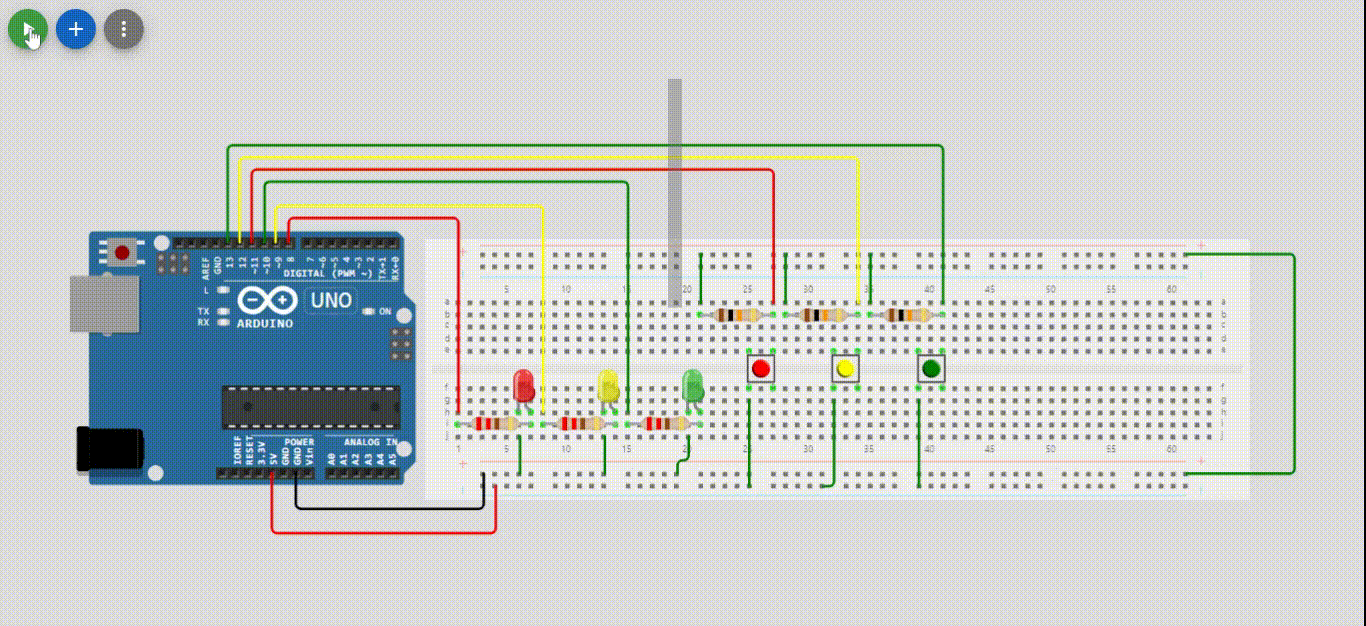 5 10 15 20 25 30 35 40 45 50 55 60
AREF
GND
13
12
~11
~10
~9
8
7
~6
~5
4
~3
2
TX→1
RX←0
DIGITAL (PWM ~)
L
TX
RX
UNO
ON
ARDUINO
IOREF
RESET
3.3V
5V
GND
GND
Vin
POWER
ANALOG IN
A0
A1
A2
A3
A4
A5
a
b
c
d
e
f
g
h
5 10 15 20 25 30 35 40 45 50 55 60
1